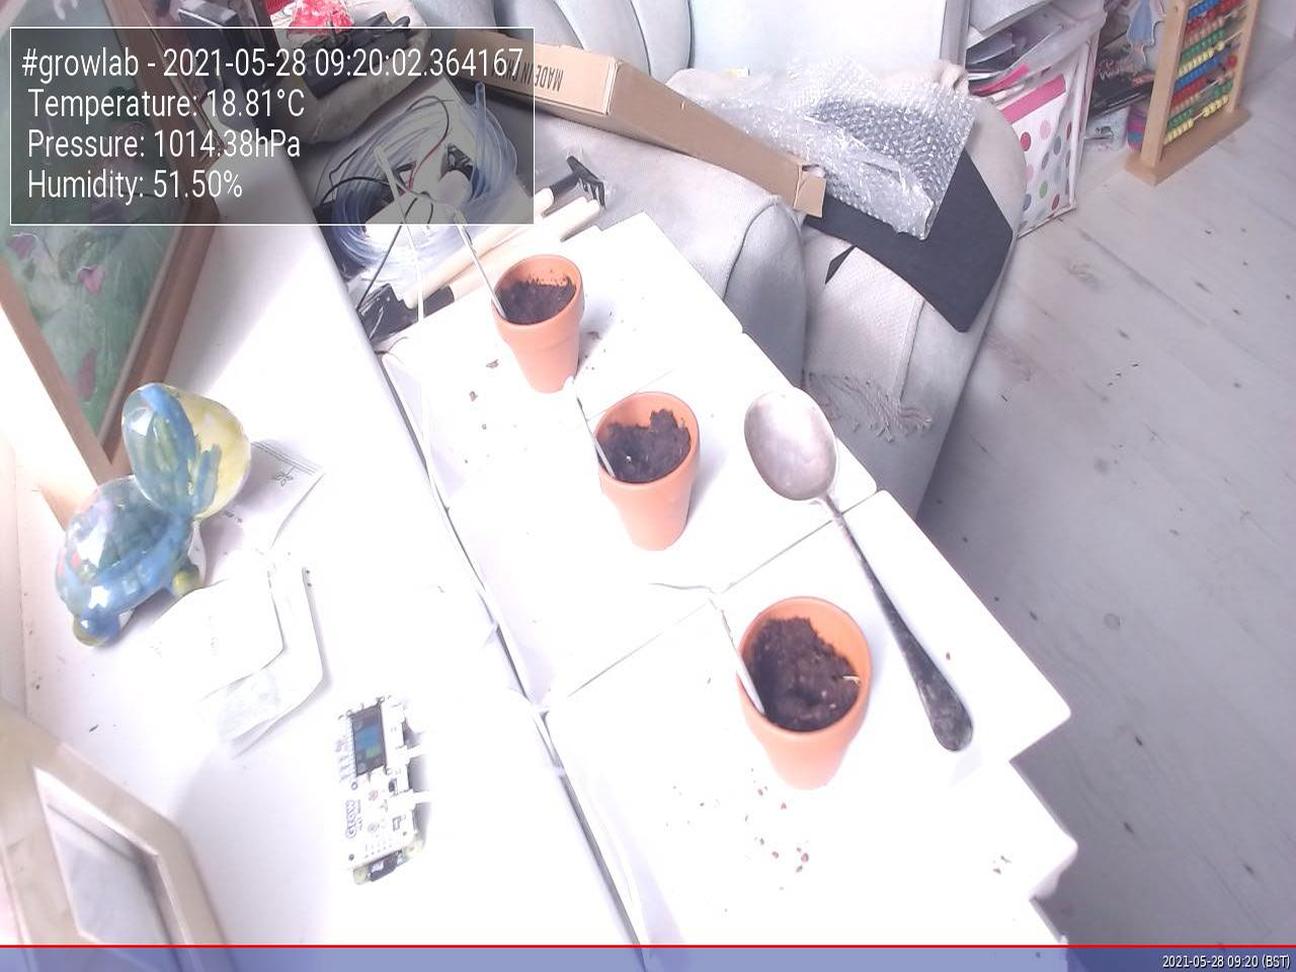 #growlab - 2021-05-28 09:20:02.364167
Temperature: 18.81°C
Pressure: 1014.38hPa
Humidity: 51.50%
MADE IN
GROW
2021-05-28 09:20 (BST)